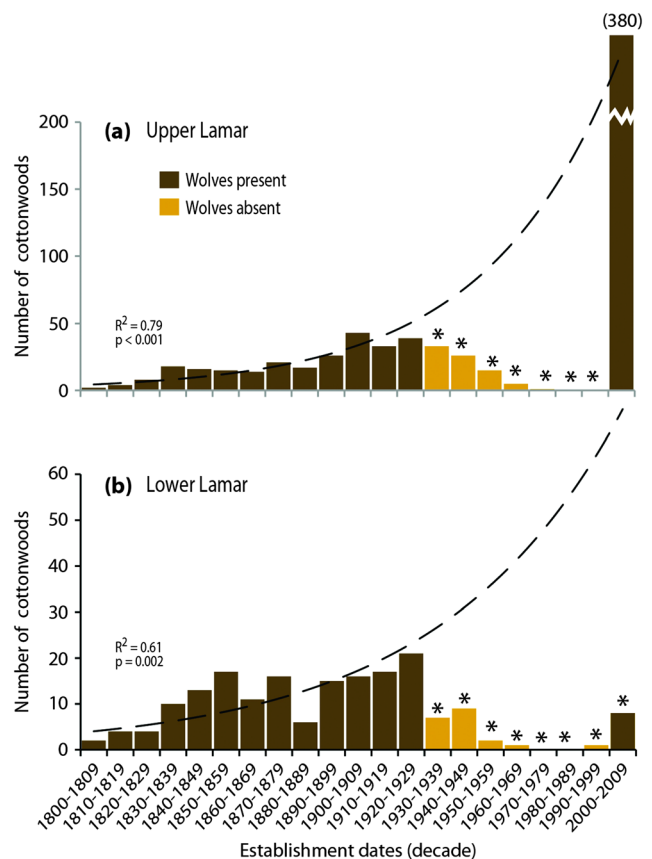 (380)
(a) Upper Lamar
Wolves present
Wolves absent
R² = 0.79
p < 0.001
Number of cottonwoods
200
150
100
50
0
* * * * * * *
(b) Lower Lamar
R² = 0.61
p = 0.002
Number of cottonwoods
60
50
40
30
20
10
0
* * * * * * * *
1800-1809
1810-1819
1820-1829
1830-1839
1840-1849
1850-1859
1860-1869
1870-1879
1880-1889
1890-1899
1900-1909
1910-1919
1920-1929
1930-1939
1940-1949
1950-1959
1960-1969
1970-1979
1980-1989
1990-1999
2000-2009
Establishment dates (decade)